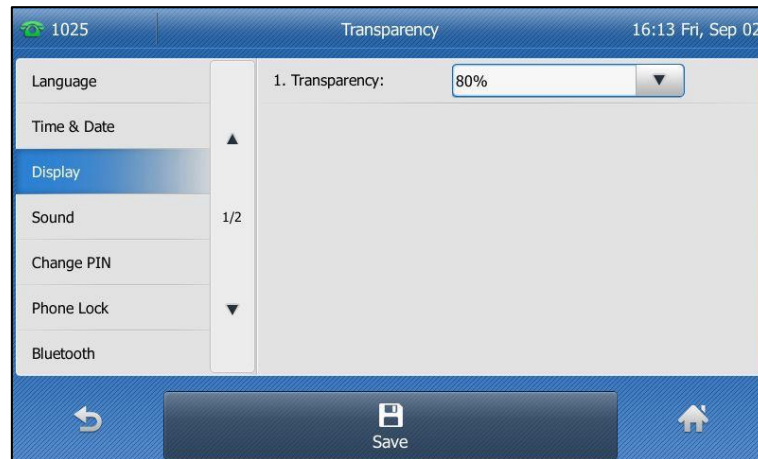 1025 Transparency 16:13 Fri, Sep 02
Language
Time & Date
Display
Sound
Change PIN
Phone Lock
Bluetooth
1/2
1. Transparency: 80%
Save